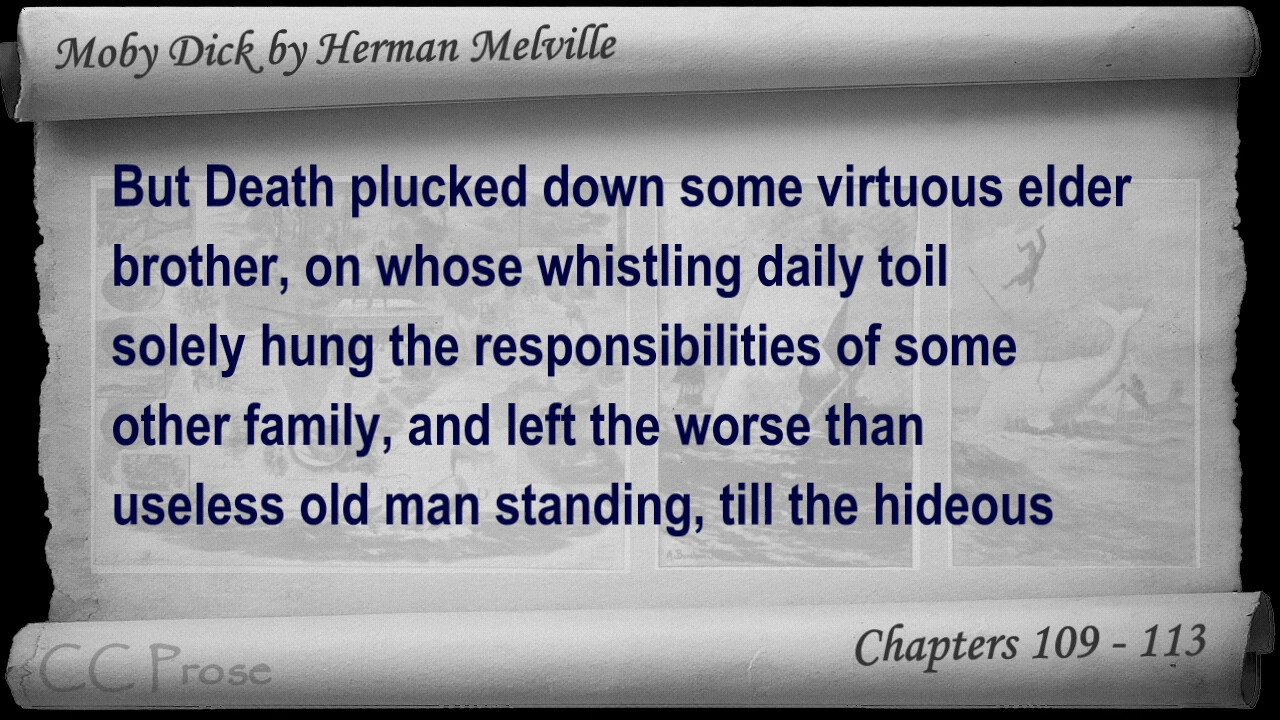 Moby Dick by Herman Melville
But Death plucked down some virtuous elder
brother, on whose whistling daily toil
solely hung the responsibilities of some
other family, and left the worse than
useless old man standing, till the hideous
Chapters 109 - 113
CC Prose